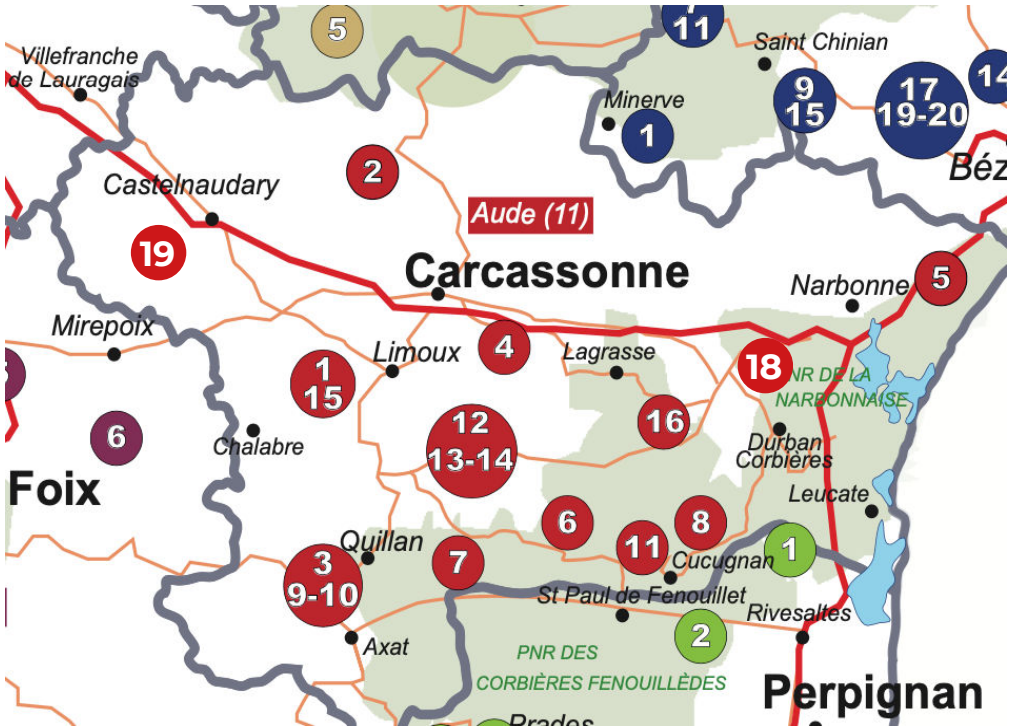 5
7
11
Saint Chinian
Villefranche
de Lauragais
9
15
17
19-20
14
Minerve
1
2
Béz
Castelnaudary
Aude (11)
19
Carcassonne
Narbonne
5
Mirepoix
Limoux
4
Lagrasse
18
NR DE LA
NARBONNAISE
1
15
6
Chalabre
12
13-14
16
Durban
Corbières
Foix
Leucate
6
8
11
1
Quillan
7
Cucugnan
3
9-10
St Paul de Fenouillet
Rivesaltes
2
Axat
PNR DES
CORBIÈRES FENOUILLÈDES
Perpignan
Prades